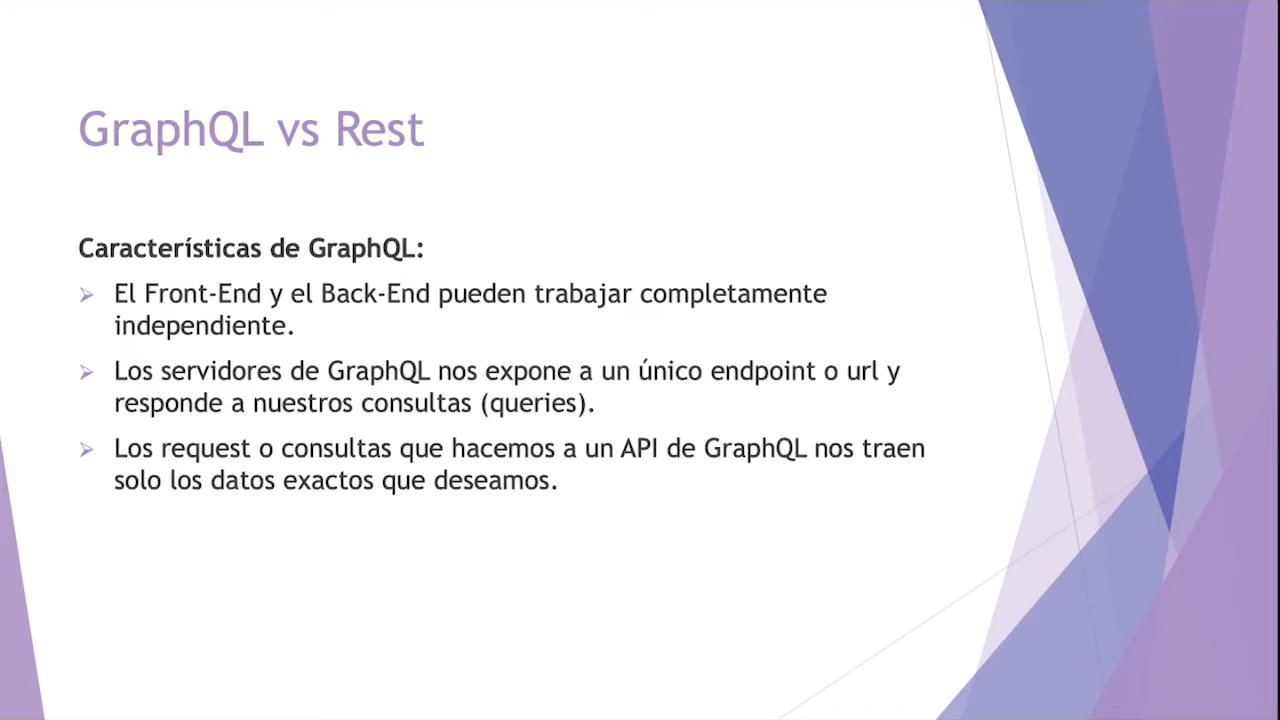 GraphQL vs Rest
Características de GraphQL:
El Front-End y el Back-End pueden trabajar completamente
independiente.
Los servidores de GraphQL nos expone a un único endpoint o url y
responde a nuestros consultas (queries).
Los request o consultas que hacemos a un API de GraphQL nos traen
solo los datos exactos que deseamos.